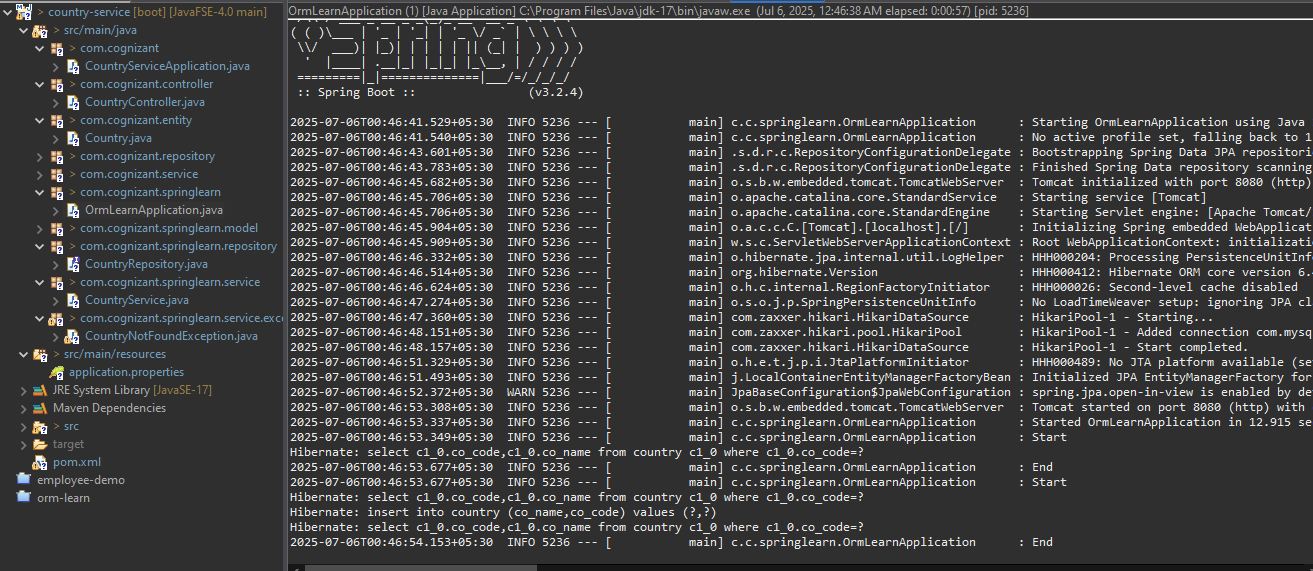 country-service [boot] [JavaFSE-4.0 main]
src/main/java
com.cognizant
CountryServiceApplication.java
com.cognizant.controller
CountryController.java
com.cognizant.entity
Country.java
com.cognizant.repository
com.cognizant.service
com.cognizant.springlearn
OrmLearnApplication.java
com.cognizant.springlearn.model
com.cognizant.springlearn.repository
CountryRepository.java
com.cognizant.springlearn.service
CountryService.java
com.cognizant.springlearn.service.exc
CountryNotFoundException.java
src/main/resources
application.properties
JRE System Library [JavaSE-17]
Maven Dependencies
src
target
pom.xml
employee-demo
orm-learn
OrmLearnApplication (1) [Java Application] C:\Program Files\Java\jdk-17\bin\javaw.exe (Jul 6, 2025, 12:46:38 AM elapsed: 0:00:57) [pid: 5236]
( ( )\___ | '_ | '_| | '_ \/ _` | \ \ \ \
\\/ ___)| |_)| | | | | || (_| | ) ) ) )
' |____| .__|_| |_|_| |_\__, | / / / /
=========|_|==============|___/=/_/_/_/
:: Spring Boot :: (v3.2.4)
2025-07-06T00:46:41.529+05:30 INFO 5236 --- [ main] c.c.springlearn.OrmLearnApplication : Starting OrmLearnApplication using Java
2025-07-06T00:46:41.540+05:30 INFO 5236 --- [ main] c.c.springlearn.OrmLearnApplication : No active profile set, falling back to 1
2025-07-06T00:46:43.601+05:30 INFO 5236 --- [ main] .s.d.r.c.RepositoryConfigurationDelegate : Bootstrapping Spring Data JPA repositori
2025-07-06T00:46:43.783+05:30 INFO 5236 --- [ main] .s.d.r.c.RepositoryConfigurationDelegate : Finished Spring Data repository scanning
2025-07-06T00:46:45.682+05:30 INFO 5236 --- [ main] o.s.b.w.embedded.tomcat.TomcatWebServer : Tomcat initialized with port 8080 (http)
2025-07-06T00:46:45.706+05:30 INFO 5236 --- [ main] o.apache.catalina.core.StandardService : Starting service [Tomcat]
2025-07-06T00:46:45.706+05:30 INFO 5236 --- [ main] o.apache.catalina.core.StandardEngine : Starting Servlet engine: [Apache Tomcat/
2025-07-06T00:46:45.904+05:30 INFO 5236 --- [ main] o.a.c.c.C.[Tomcat].[localhost].[/] : Initializing Spring embedded WebApplicat
2025-07-06T00:46:45.909+05:30 INFO 5236 --- [ main] w.s.c.ServletWebServerApplicationContext : Root WebApplicationContext: initializatio
2025-07-06T00:46:46.332+05:30 INFO 5236 --- [ main] o.hibernate.jpa.internal.util.LogHelper : HHH000204: Processing PersistenceUnitInfo
2025-07-06T00:46:46.514+05:30 INFO 5236 --- [ main] org.hibernate.Version : HHH000412: Hibernate ORM core version 6.4
2025-07-06T00:46:46.624+05:30 INFO 5236 --- [ main] o.h.c.internal.RegionFactoryInitiator : HHH000026: Second-level cache disabled
2025-07-06T00:46:47.274+05:30 INFO 5236 --- [ main] o.s.o.j.p.SpringPersistenceUnitInfo : No LoadTimeWeaver setup: ignoring JPA cl
2025-07-06T00:46:47.360+05:30 INFO 5236 --- [ main] com.zaxxer.hikari.HikariDataSource : HikariPool-1 - Starting...
2025-07-06T00:46:48.151+05:30 INFO 5236 --- [ main] com.zaxxer.hikari.pool.HikariPool : HikariPool-1 - Added connection com.mysq
2025-07-06T00:46:48.157+05:30 INFO 5236 --- [ main] com.zaxxer.hikari.HikariDataSource : HikariPool-1 - Start completed.
2025-07-06T00:46:51.329+05:30 INFO 5236 --- [ main] o.h.e.t.j.p.i.JtaPlatformInitiator : HHH000489: No JTA platform available (se
2025-07-06T00:46:51.493+05:30 INFO 5236 --- [ main] j.LocalContainerEntityManagerFactoryBean : Initialized JPA EntityManagerFactory for
2025-07-06T00:46:52.372+05:30 WARN 5236 --- [ main] JpaBaseConfiguration$JpaWebConfiguration : spring.jpa.open-in-view is enabled by de
2025-07-06T00:46:53.308+05:30 INFO 5236 --- [ main] o.s.b.w.embedded.tomcat.TomcatWebServer : Tomcat started on port 8080 (http) with
2025-07-06T00:46:53.337+05:30 INFO 5236 --- [ main] c.c.springlearn.OrmLearnApplication : Started OrmLearnApplication in 12.915 se
2025-07-06T00:46:53.349+05:30 INFO 5236 --- [ main] c.c.springlearn.OrmLearnApplication : Start
Hibernate: select c1_0.co_code,c1_0.co_name from country c1_0 where c1_0.co_code=?
2025-07-06T00:46:53.677+05:30 INFO 5236 --- [ main] c.c.springlearn.OrmLearnApplication : End
2025-07-06T00:46:53.677+05:30 INFO 5236 --- [ main] c.c.springlearn.OrmLearnApplication : Start
Hibernate: select c1_0.co_code,c1_0.co_name from country c1_0 where c1_0.co_code=?
Hibernate: insert into country (co_name,co_code) values (?,?)
Hibernate: select c1_0.co_code,c1_0.co_name from country c1_0 where c1_0.co_code=?
2025-07-06T00:46:54.153+05:30 INFO 5236 --- [ main] c.c.springlearn.OrmLearnApplication : End